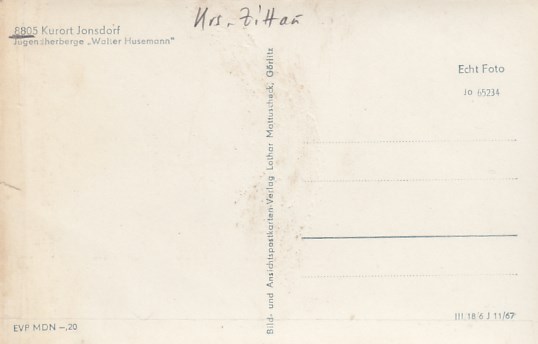 Krs. Zittau
8805 Kurort Jonsdorf
Jugendherberge „Walter Husemann"
Echt Foto
Jo 65234
Bild- und Ansichtspostkarten-Verlag Lothar Mattuscheck, Görlitz
EVP MDN –,20
III 18 6 J 11/67